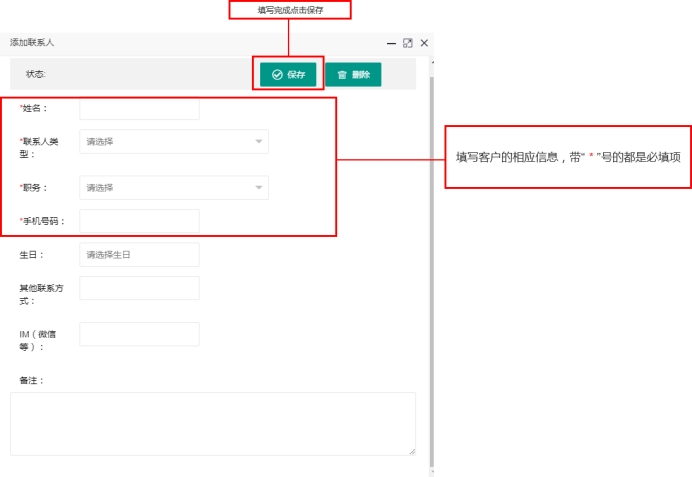 填写完成点击保存
添加联系人
状态:
保存
删除
*姓名：
*联系人类
型：
请选择
*职务：
请选择
*手机号码：
填写客户的相应信息，带“ * ”号的都是必填项
生日：
请选择生日
其他联系方
式：
IM（微信
等）：
备注：